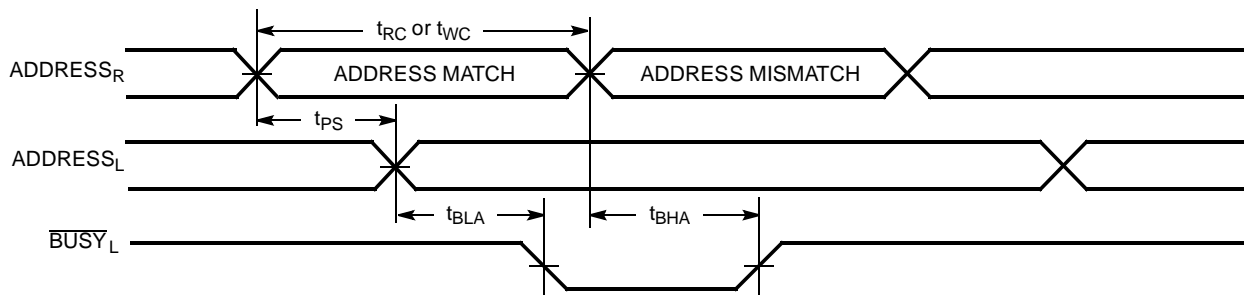 tRC or tWC
ADDRESSR
ADDRESS MATCH
ADDRESS MISMATCH
tPS
ADDRESSL
tBLA
tBHA
BUSYL